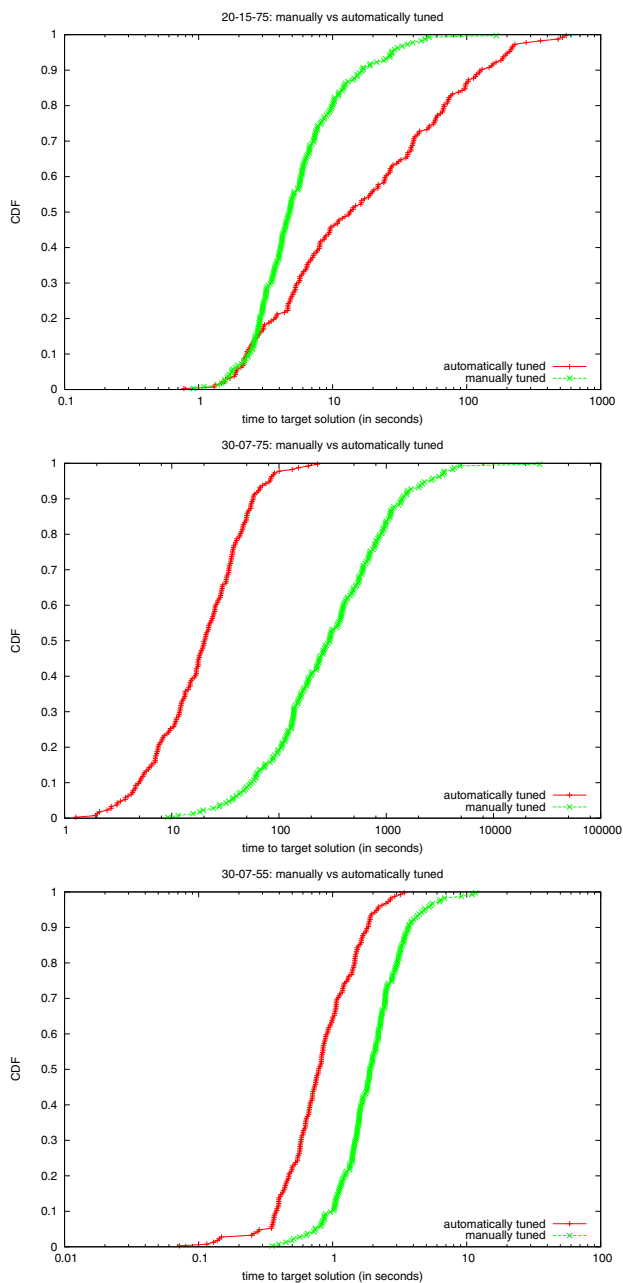 20-15-75: manually vs automatically tuned
1
0.9
0.8
0.7
0.6
0.5
0.4
0.3
0.2
0.1
0
CDF
automatically tuned
manually tuned
0.1 1 10 100 1000
time to target solution (in seconds)
30-07-75: manually vs automatically tuned
1
0.9
0.8
0.7
0.6
0.5
0.4
0.3
0.2
0.1
0
CDF
automatically tuned
manually tuned
1 10 100 1000 10000 100000
time to target solution (in seconds)
30-07-55: manually vs automatically tuned
1
0.9
0.8
0.7
0.6
0.5
0.4
0.3
0.2
0.1
0
CDF
automatically tuned
manually tuned
0.01 0.1 1 10 100
time to target solution (in seconds)